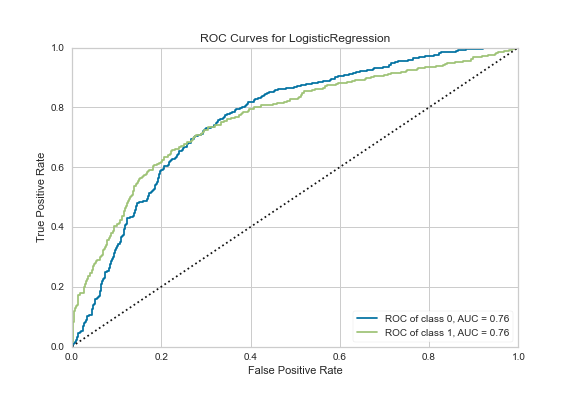 ROC Curves for LogisticRegression
True Positive Rate
1.0
0.8
0.6
0.4
0.2
0.0
0.0 0.2 0.4 0.6 0.8 1.0
False Positive Rate
ROC of class 0, AUC = 0.76
ROC of class 1, AUC = 0.76